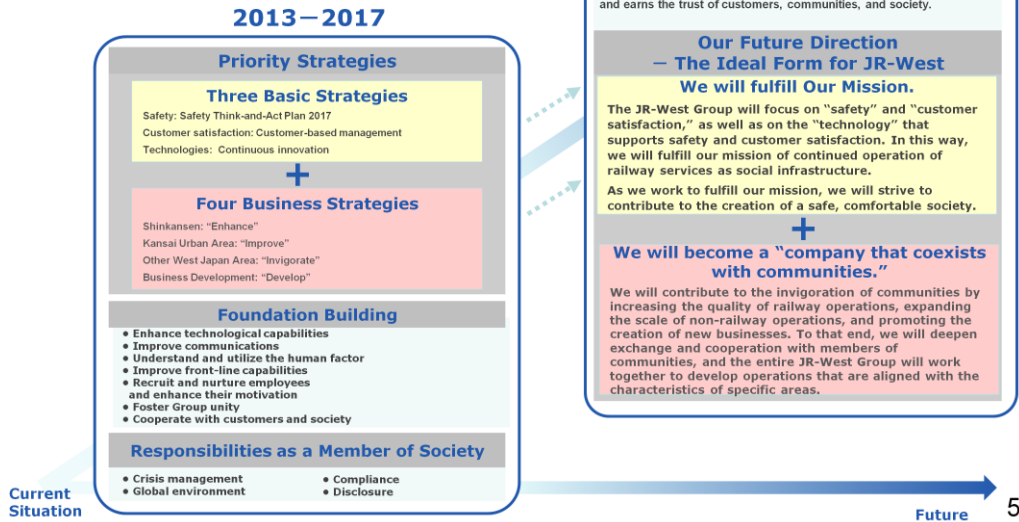 2013－2017
Priority Strategies
Three Basic Strategies
Safety: Safety Think-and-Act Plan 2017
Customer satisfaction: Customer-based management
Technologies: Continuous innovation
+
Four Business Strategies
Shinkansen: “Enhance”
Kansai Urban Area: “Improve”
Other West Japan Area: “Invigorate”
Business Development: “Develop”
Foundation Building
• Enhance technological capabilities
• Improve communications
• Understand and utilize the human factor
• Improve front-line capabilities
• Recruit and nurture employees
and enhance their motivation
• Foster Group unity
• Cooperate with customers and society
Responsibilities as a Member of Society
• Crisis management
• Global environment
• Compliance
• Disclosure
and earns the trust of customers, communities, and society.
Our Future Direction
— The Ideal Form for JR-West
We will fulfill Our Mission.
The JR-West Group will focus on “safety” and “customer
satisfaction,” as well as on the “technology” that
supports safety and customer satisfaction. In this way,
we will fulfill our mission of continued operation of
railway services as social infrastructure.
As we work to fulfill our mission, we will strive to
contribute to the creation of a safe, comfortable society.
+
We will become a “company that coexists
with communities.”
We will contribute to the invigoration of communities by
increasing the quality of railway operations, expanding
the scale of non-railway operations, and promoting the
creation of new businesses. To that end, we will deepen
exchange and cooperation with members of
communities, and the entire JR-West Group will work
together to develop operations that are aligned with the
characteristics of specific areas.
Current
Situation
Future
5